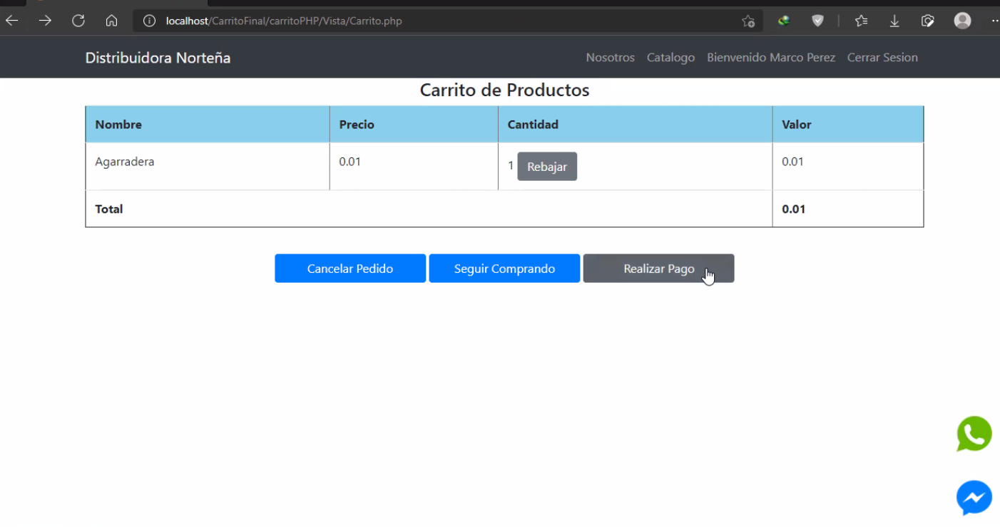 localhost/CarritoFinal/carritoPHP/Vista/Carrito.php
Distribuidora Norteña Nosotros Catalogo Bienvenido Marco Perez Cerrar Sesion
Carrito de Productos
Nombre Precio Cantidad Valor
Agarradera 0.01 1 Rebajar 0.01
Total 0.01
Cancelar Pedido Seguir Comprando Realizar Pago